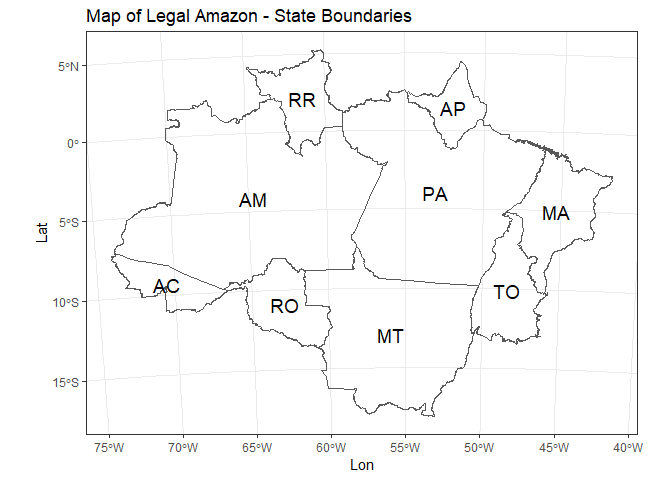 Map of Legal Amazon - State Boundaries
5°N
RR
AP
0°
AM
PA
MA
5°S
Lat
AC
RO
TO
10°S
MT
15°S
75°W
70°W
65°W
60°W
55°W
50°W
45°W
40°W
Lon